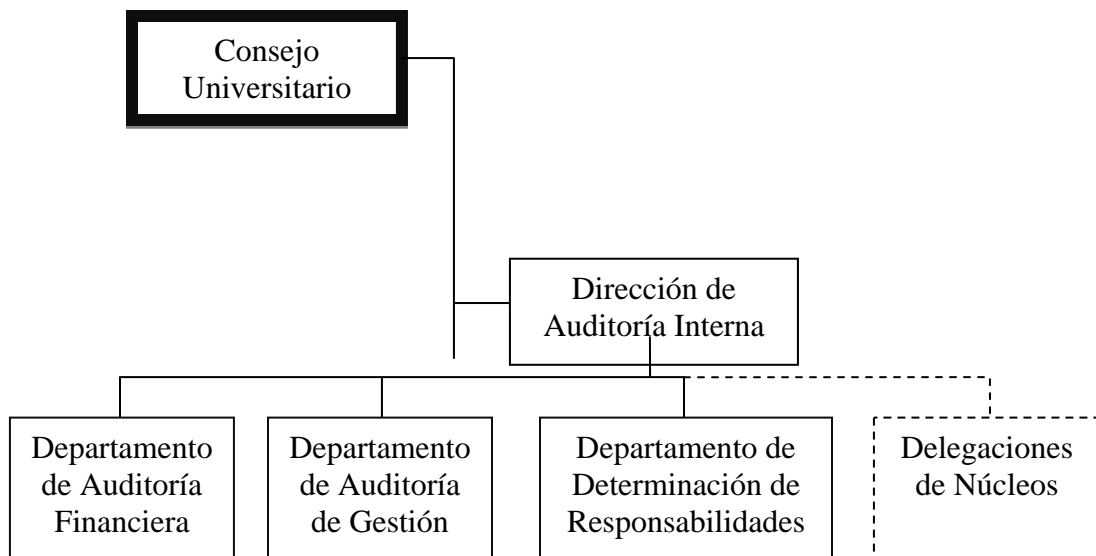 Consejo
Universitario
Dirección de
Auditoría Interna
Departamento
de Auditoría
Financiera
Departamento
de Auditoría
de Gestión
Departamento de
Determinación de
Responsabilidades
Delegaciones
de Núcleos